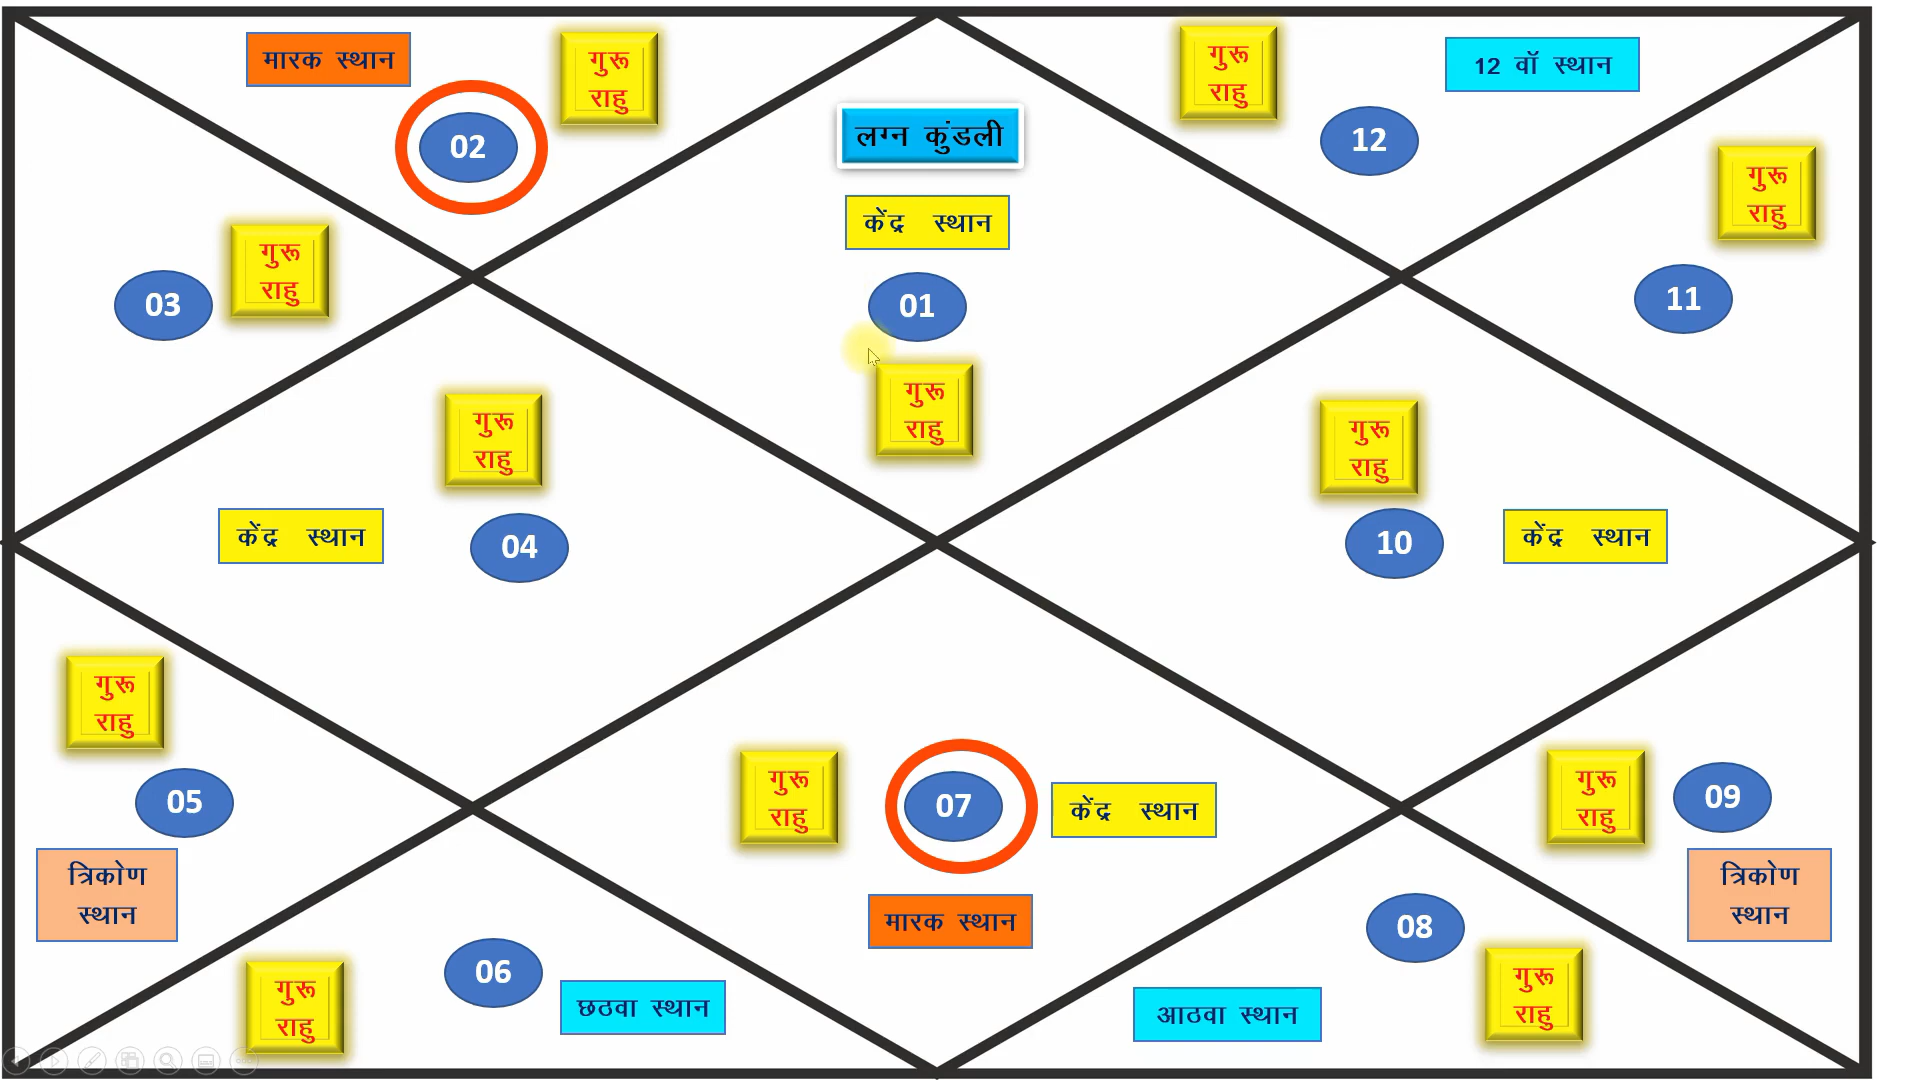 मारक स्थान
गुरू
राहु
02
गुरू
राहु
12 वॉ स्थान
12
लग्न कुंडली
केंद्र स्थान
01
गुरू
राहु
गुरू
राहु
11
गुरू
राहु
03
गुरू
राहु
केंद्र स्थान
04
गुरू
राहु
10
केंद्र स्थान
गुरू
राहु
05
त्रिकोण
स्थान
गुरू
राहु
07
केंद्र स्थान
मारक स्थान
गुरू
राहु
09
त्रिकोण
स्थान
गुरू
राहु
06
छठवा स्थान
08
गुरू
राहु
आठवा स्थान